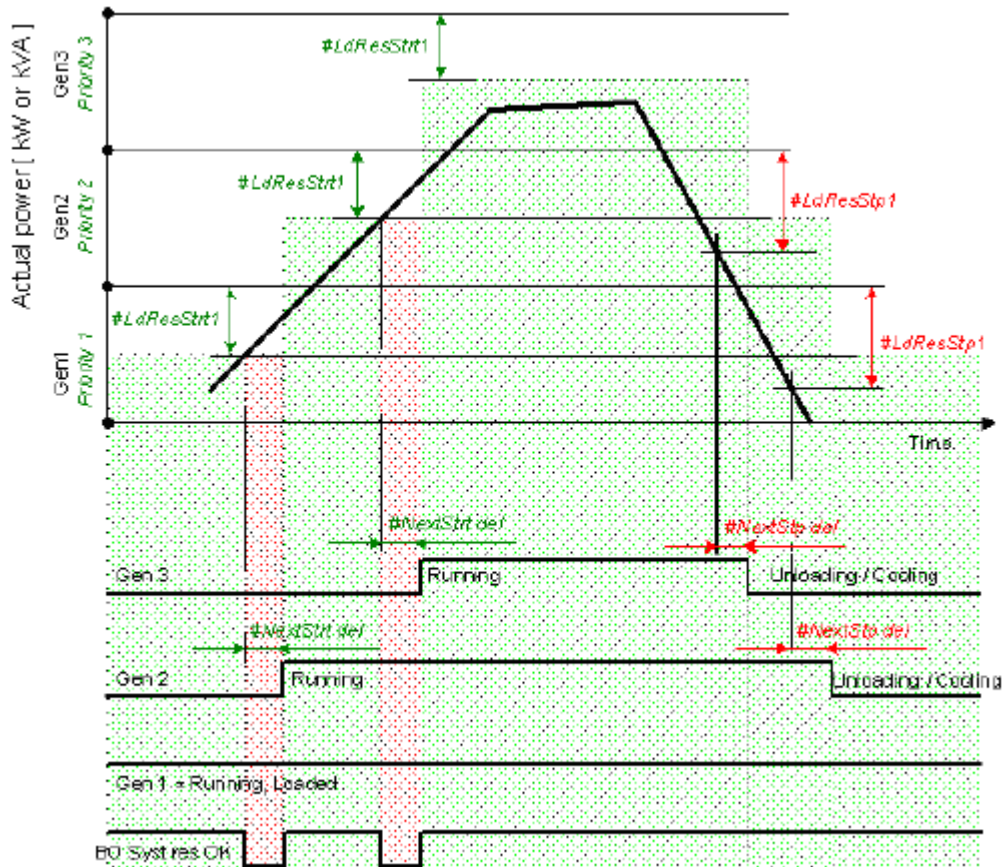 Actual power [ kW or kVA ]
Gen3
Priority 3
Gen2
Priority 2
Gen1
Priority 1
#LdResStrt1
#LdResStrt1
#LdResStrt1
#LdResStp1
#LdResStp1
Time
#NextStrt del
#NextStp del
Gen 3
Running
Unloading / Cooling
#NextStrt del
#NextStp del
Gen 2
Running
Unloading / Cooling
Gen 1 = Running, Loaded
BO Syst res OK